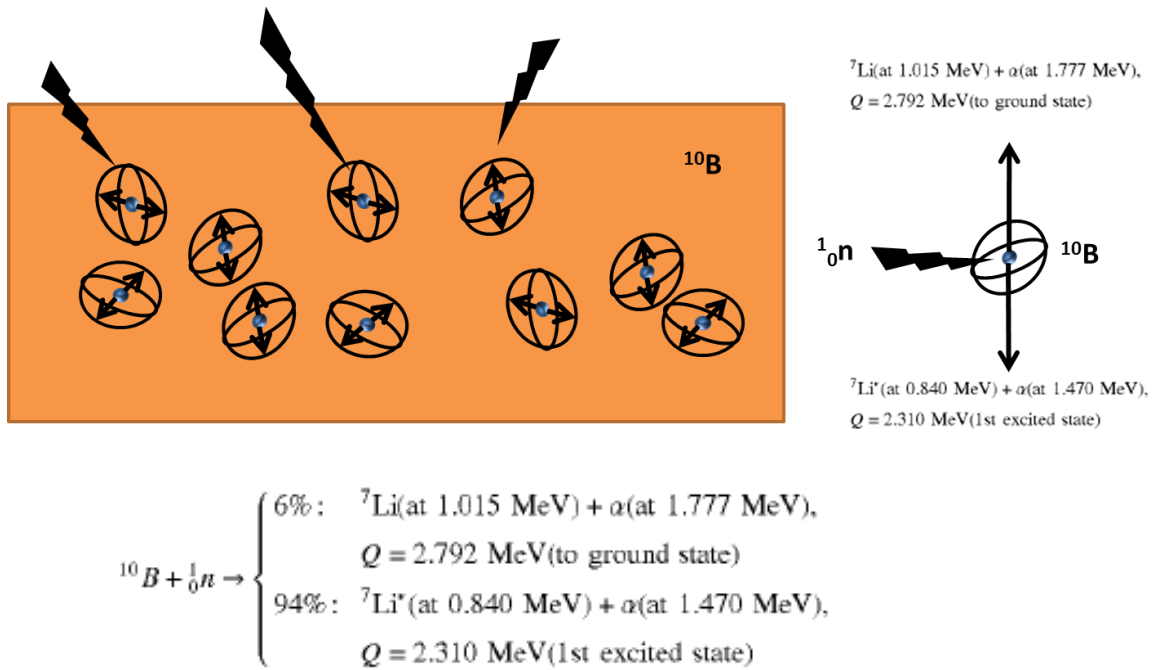 ⁷Li(at 1.015 MeV) + α(at 1.777 MeV),
Q = 2.792 MeV(to ground state)
¹⁰B
¹₀n
¹⁰B
⁷Li*(at 0.840 MeV) + α(at 1.470 MeV),
Q = 2.310 MeV(1st excited state)
6% : ⁷Li(at 1.015 MeV) + α(at 1.777 MeV),
Q = 2.792 MeV(to ground state)
¹⁰B + ¹₀n → {
94% : ⁷Li*(at 0.840 MeV) + α(at 1.470 MeV),
Q = 2.310 MeV(1st excited state)